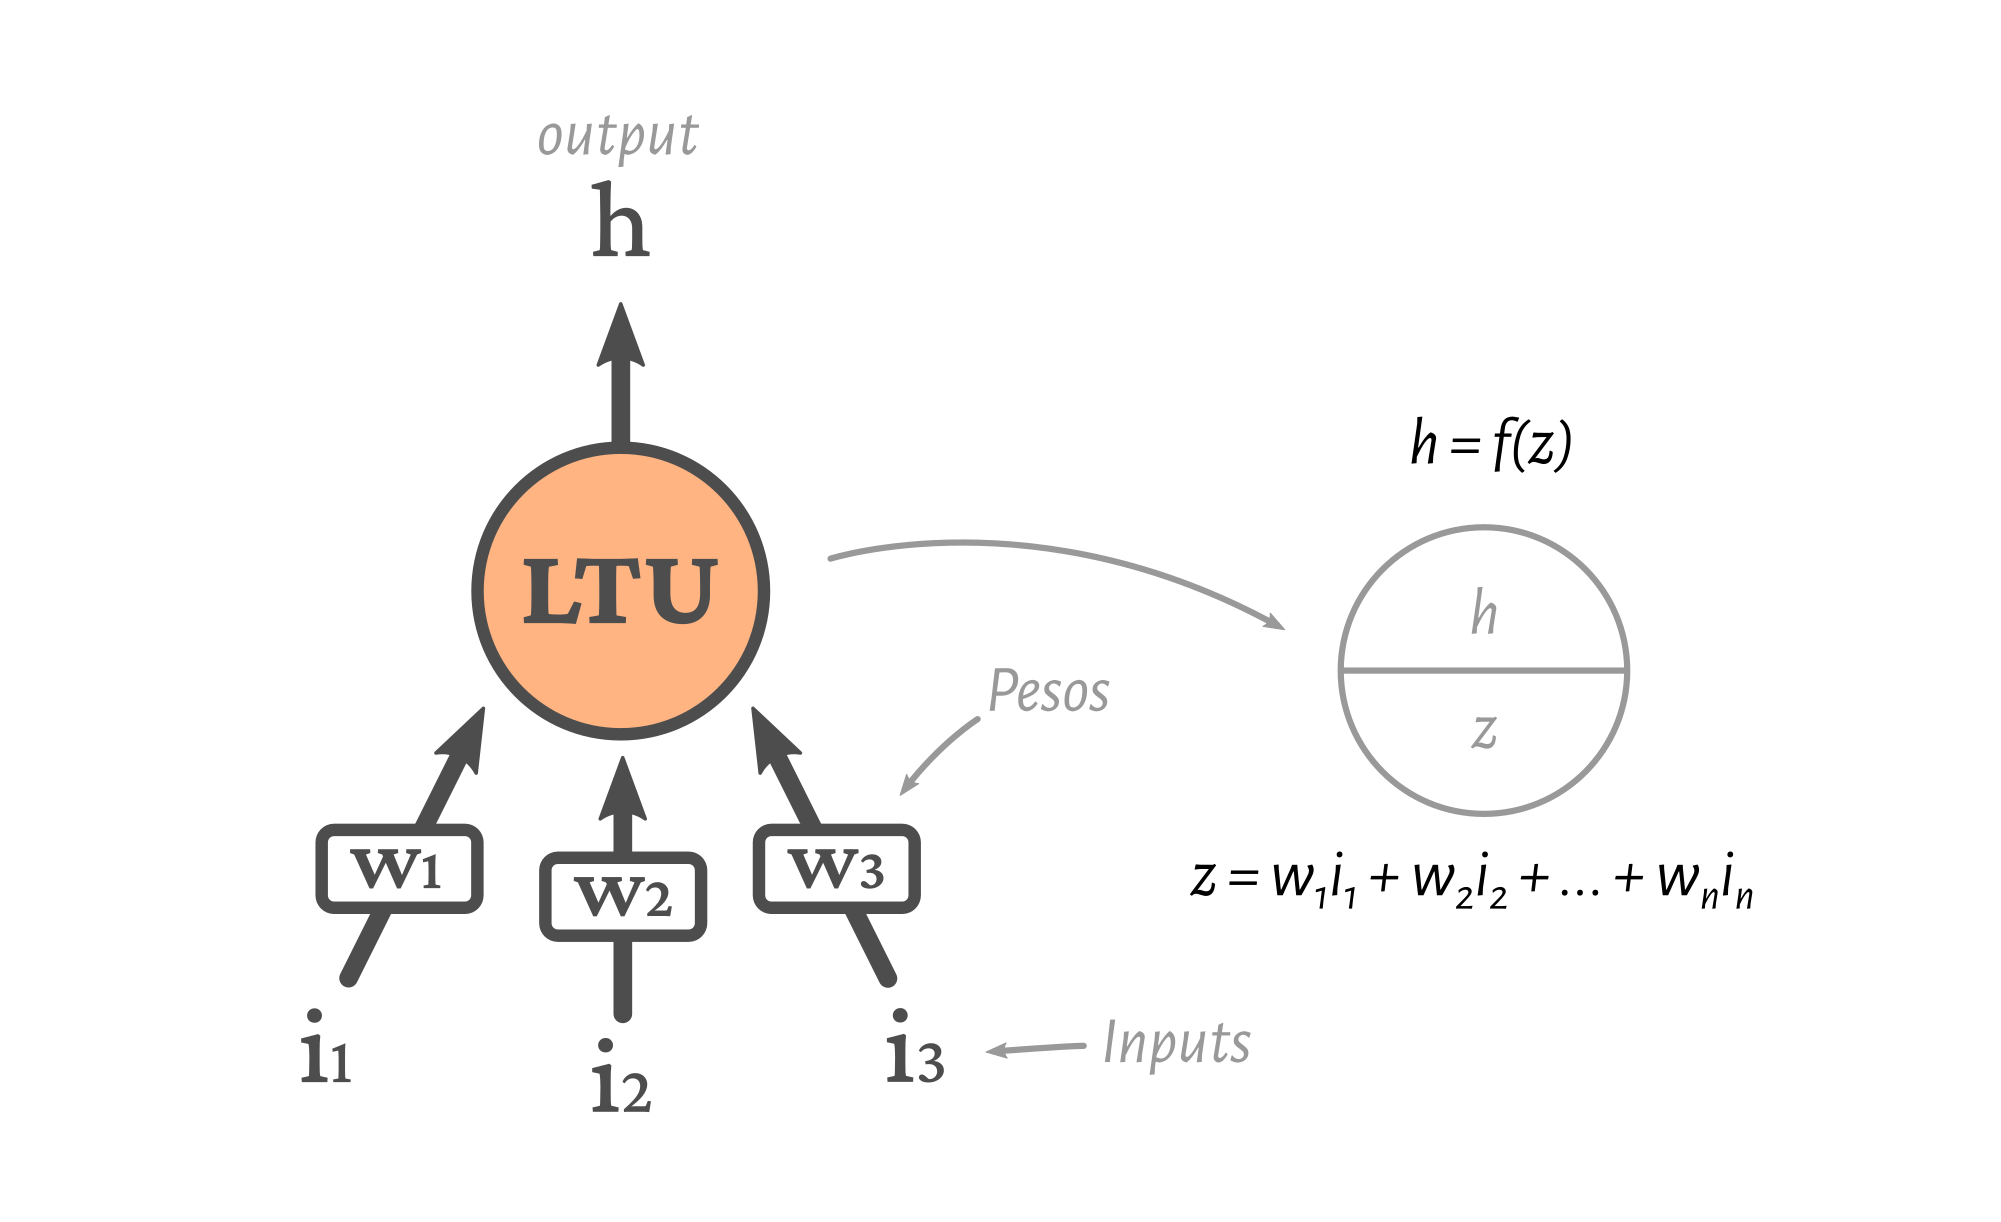 output
h
h = f(z)
LTU
h
Pesos
z
w1 w2 w3
z = w₁i₁ + w₂i₂ + ... + wₙiₙ
i1 i2 i3
Inputs